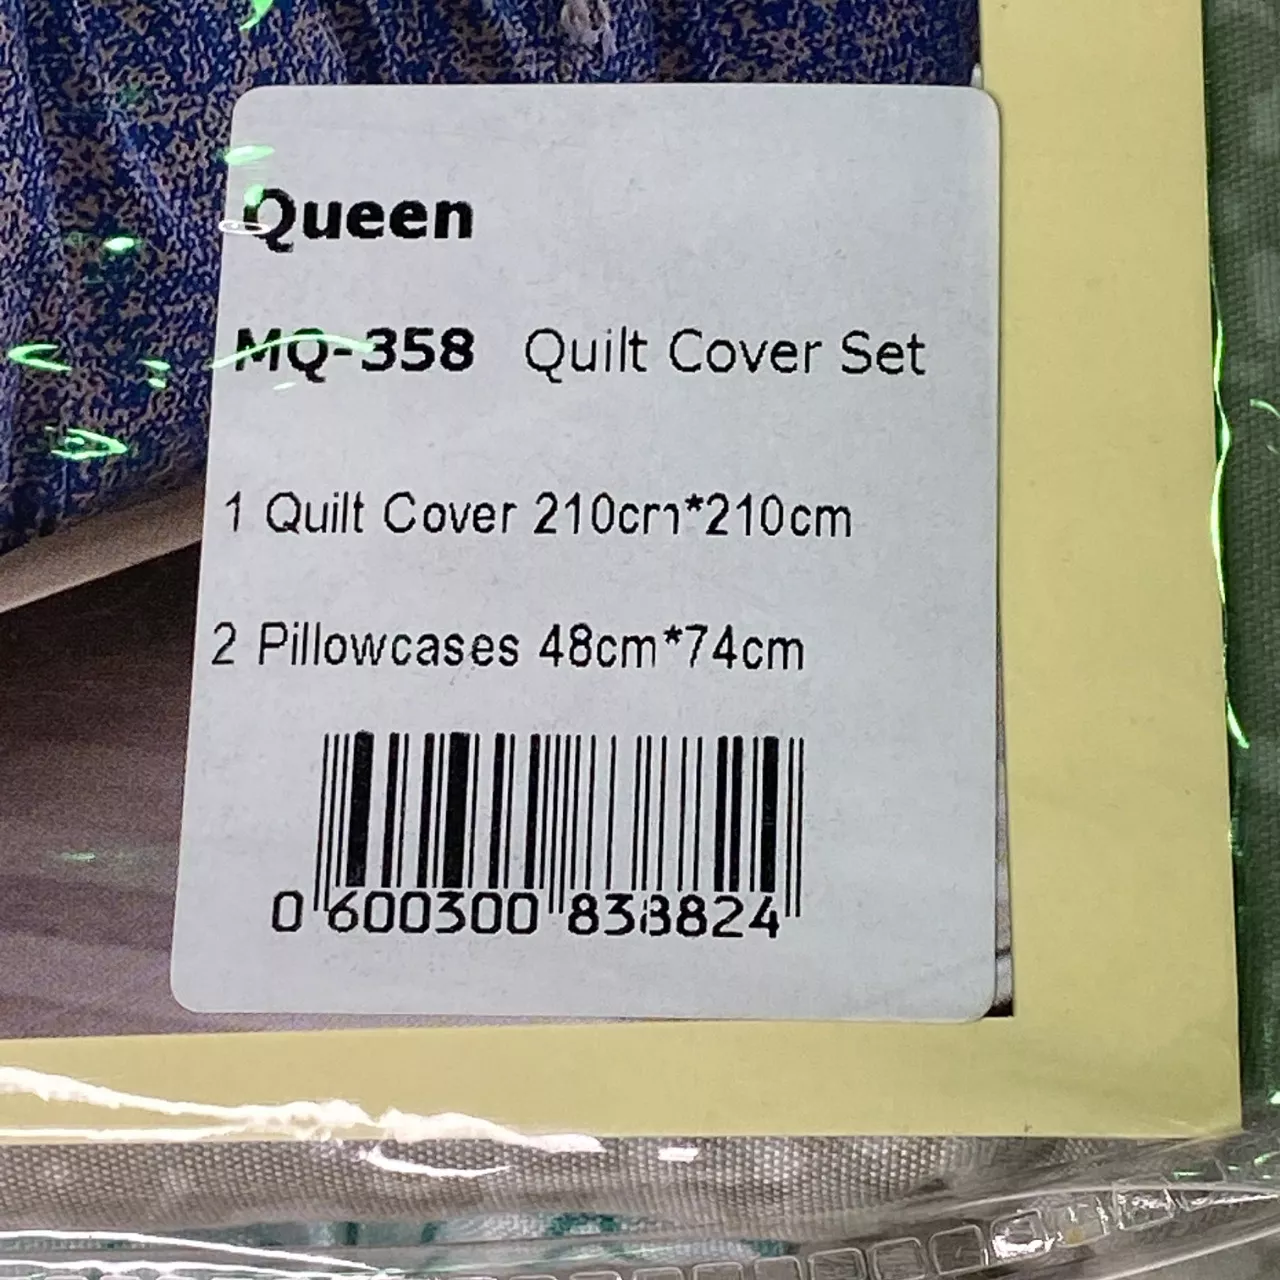 Queen
MQ-358 Quilt Cover Set
1 Quilt Cover 210cm*210cm
2 Pillowcases 48cm*74cm
0 600300 838824